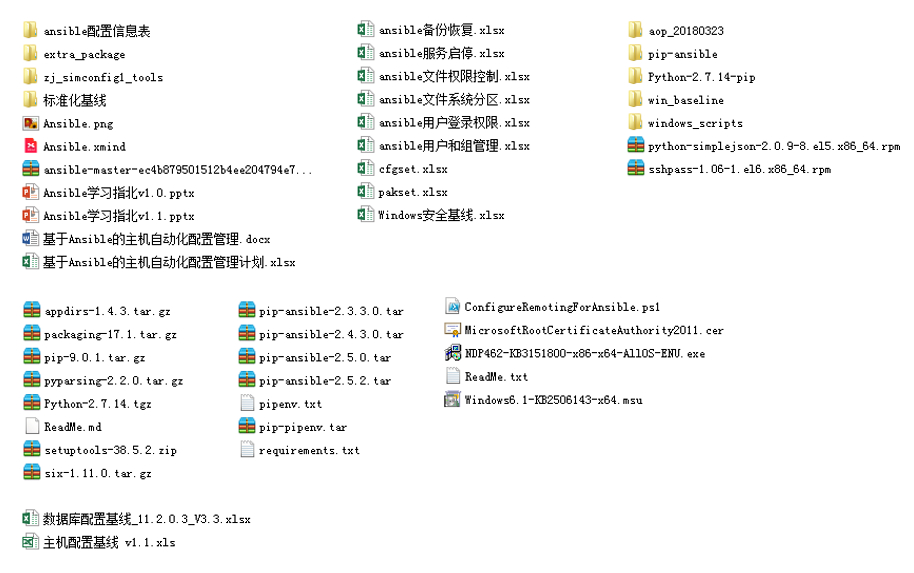 ansible配置信息表
extra_package
zj_simconfig1_tools
标准化基线
Ansible.png
Ansible.xmind
ansible-master-ec4b879501512b4ee204794e7...
Ansible学习指北v1.0.pptx
Ansible学习指北v1.1.pptx
基于Ansible的主机自动化配置管理.docx
基于Ansible的主机自动化配置管理计划.xlsx
ansible备份恢复.xlsx
ansible服务启停.xlsx
ansible文件权限控制.xlsx
ansible文件系统分区.xlsx
ansible用户登录权限.xlsx
ansible用户和组管理.xlsx
cfgset.xlsx
pakset.xlsx
Windows安全基线.xlsx
aop_20180323
pip-ansible
Python-2.7.14-pip
win_baseline
windows_scripts
python-simplejson-2.0.9-8.el5.x86_64.rpm
sshpass-1.06-1.el6.x86_64.rpm
appdirs-1.4.3.tar.gz
packaging-17.1.tar.gz
pip-9.0.1.tar.gz
pyparsing-2.2.0.tar.gz
Python-2.7.14.tgz
ReadMe.md
setuptools-38.5.2.zip
six-1.11.0.tar.gz
pip-ansible-2.3.3.0.tar
pip-ansible-2.4.3.0.tar
pip-ansible-2.5.0.tar
pip-ansible-2.5.2.tar
pipenv.txt
pip-pipenv.tar
requirements.txt
ConfigureRemotingForAnsible.ps1
MicrosoftRootCertificateAuthority2011.cer
NDP462-KB3151800-x86-x64-AllOS-ENU.exe
ReadMe.txt
Windows6.1-KB2506143-x64.msu
数据库配置基线_11.2.0.3_V3.3.xlsx
主机配置基线 v1.1.xls